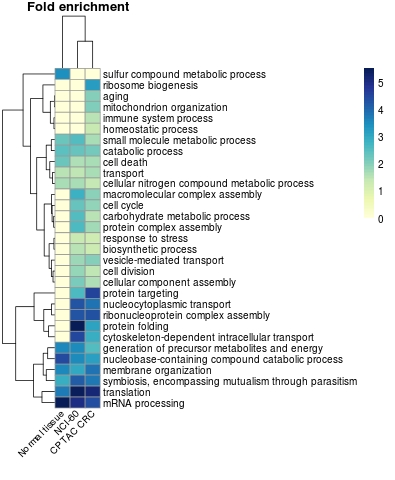 Fold enrichment
sulfur compound metabolic process
ribosome biogenesis
aging
mitochondrion organization
immune system process
homeostatic process
small molecule metabolic process
catabolic process
cell death
transport
cellular nitrogen compound metabolic process
macromolecular complex assembly
cell cycle
carbohydrate metabolic process
protein complex assembly
response to stress
biosynthetic process
vesicle-mediated transport
cell division
cellular component assembly
protein targeting
nucleocytoplasmic transport
ribonucleoprotein complex assembly
protein folding
cytoskeleton-dependent intracellular transport
generation of precursor metabolites and energy
nucleobase-containing compound catabolic process
membrane organization
symbiosis, encompassing mutualism through parasitism
translation
mRNA processing
5
4
3
2
1
0
Normal tissue
NCI-60
CPTAC CRC